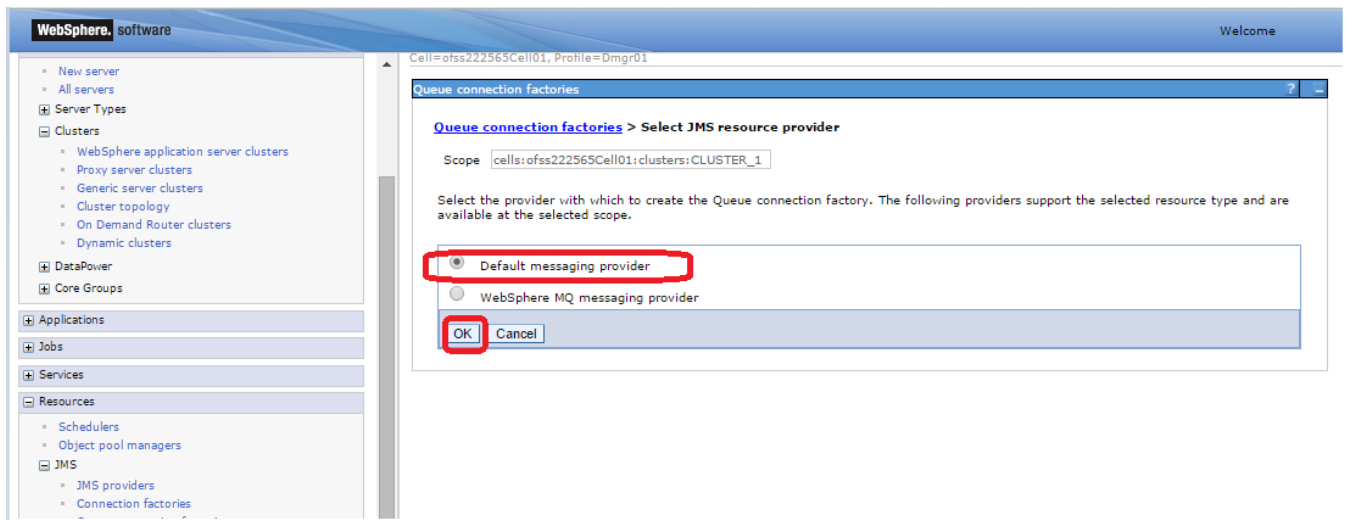 WebSphere. software
Welcome
New server
All servers
Server Types
Clusters
WebSphere application server clusters
Proxy server clusters
Generic server clusters
Cluster topology
On Demand Router clusters
Dynamic clusters
DataPower
Core Groups
Applications
Jobs
Services
Resources
Schedulers
Object pool managers
JMS
JMS providers
Connection factories
Cell=ofss222565Cell01, Profile=Dmgr01
Queue connection factories ? -
Queue connection factories > Select JMS resource provider
Scope cells:ofss222565Cell01:clusters:CLUSTER_1
Select the provider with which to create the Queue connection factory. The following providers support the selected resource type and are
available at the selected scope.
Default messaging provider
WebSphere MQ messaging provider
OK Cancel